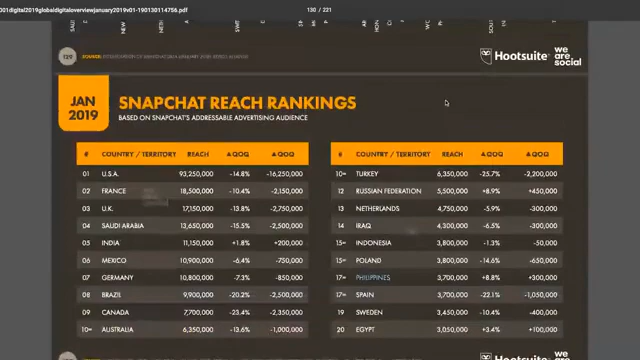 001digital/2019globaldigitaloverviewjanuary2019v01-190130114756.pdf
130 / 221
129
SOURCE:
Hootsuite
we are social
JAN 2019
SNAPCHAT REACH RANKINGS
BASED ON SNAPCHAT'S ADDRESSABLE ADVERTISING AUDIENCE
# COUNTRY / TERRITORY REACH ▲QOQ ▲QOQ
01 U.S.A. 93,250,000 -14.8% -16,250,000
02 FRANCE 18,500,000 -10.4% -2,150,000
03 U.K. 17,150,000 -13.8% -2,750,000
04 SAUDI ARABIA 13,650,000 -15.5% -2,500,000
05 INDIA 11,150,000 +1.8% +200,000
06 MEXICO 10,900,000 -6.4% -750,000
07 GERMANY 10,800,000 -7.3% -850,000
08 BRAZIL 9,900,000 -20.2% -2,500,000
09 CANADA 7,700,000 -23.4% -2,350,000
10= AUSTRALIA 6,350,000 -13.6% -1,000,000
# COUNTRY / TERRITORY REACH ▲QOQ ▲QOQ
10= TURKEY 6,350,000 -25.7% -2,200,000
12 RUSSIAN FEDERATION 5,500,000 +8.9% +450,000
13 NETHERLANDS 4,750,000 -5.9% -300,000
14 IRAQ 4,300,000 -6.5% -300,000
15= INDONESIA 3,800,000 -1.3% -50,000
15= POLAND 3,800,000 -14.6% -650,000
17= PHILIPPINES 3,700,000 +8.8% +300,000
17= SPAIN 3,700,000 -22.1% -1,050,000
19 SWEDEN 3,450,000 -10.4% -400,000
20 EGYPT 3,050,000 +3.4% +100,000
Hootsuite
we are